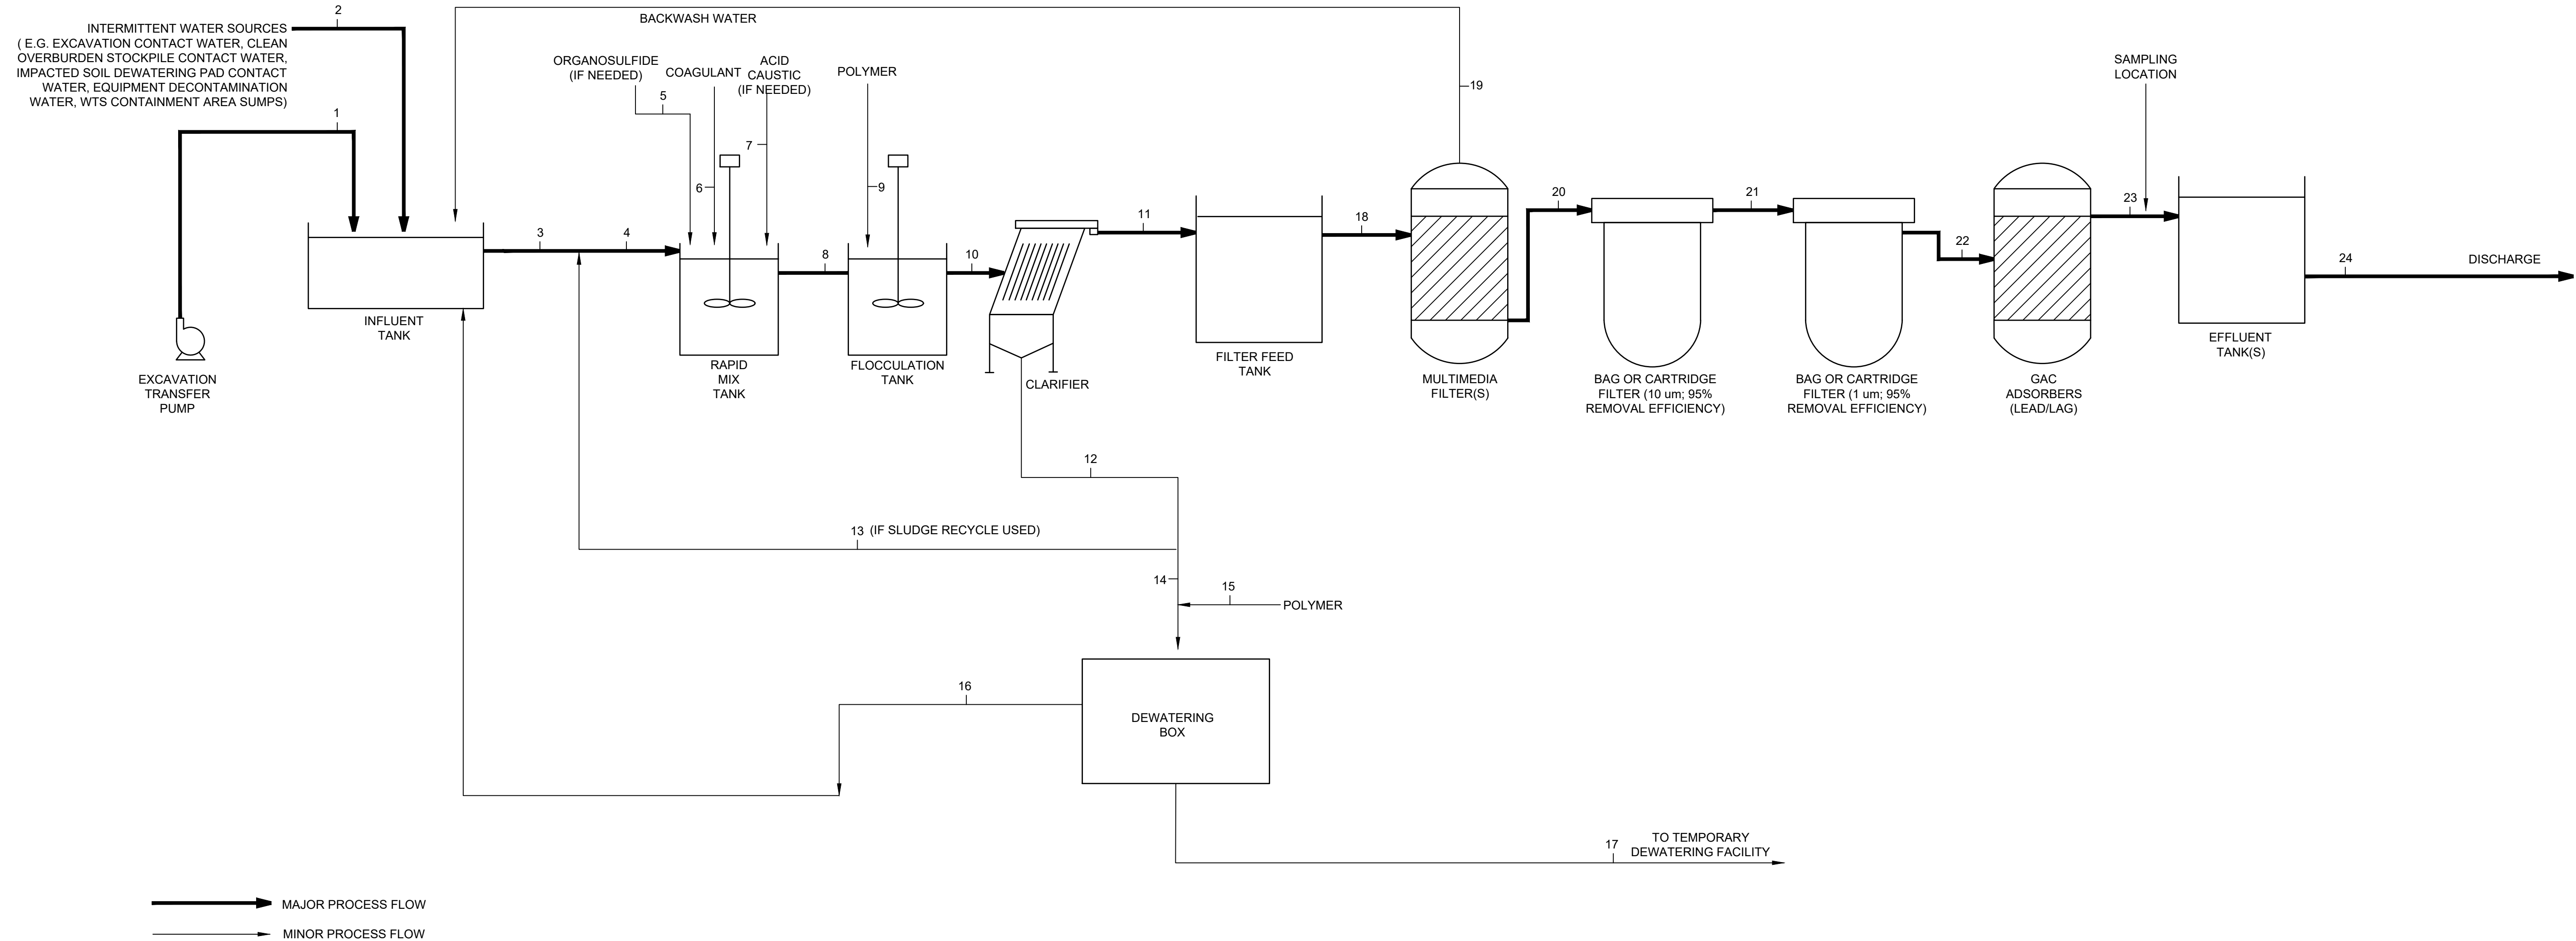 2
INTERMITTENT WATER SOURCES
( E.G. EXCAVATION CONTACT WATER, CLEAN
OVERBURDEN STOCKPILE CONTACT WATER,
IMPACTED SOIL DEWATERING PAD CONTACT
WATER, EQUIPMENT DECONTAMINATION
WATER, WTS CONTAINMENT AREA SUMPS)
1
EXCAVATION
TRANSFER
PUMP
INFLUENT
TANK
BACKWASH WATER
3
4
ORGANOSULFIDE
(IF NEEDED)
5
COAGULANT
6
ACID
CAUSTIC
(IF NEEDED)
7
RAPID
MIX
TANK
8
POLYMER
9
FLOCCULATION
TANK
10
CLARIFIER
11
FILTER FEED
TANK
18
19
MULTIMEDIA
FILTER(S)
20
BAG OR CARTRIDGE
FILTER (10 um; 95%
REMOVAL EFFICIENCY)
21
BAG OR CARTRIDGE
FILTER (1 um; 95%
REMOVAL EFFICIENCY)
22
GAC
ADSORBERS
(LEAD/LAG)
SAMPLING
LOCATION
23
EFFLUENT
TANK(S)
24
DISCHARGE
12
13 (IF SLUDGE RECYCLE USED)
14
15
POLYMER
16
DEWATERING
BOX
17
TO TEMPORARY
DEWATERING FACILITY
MAJOR PROCESS FLOW
MINOR PROCESS FLOW